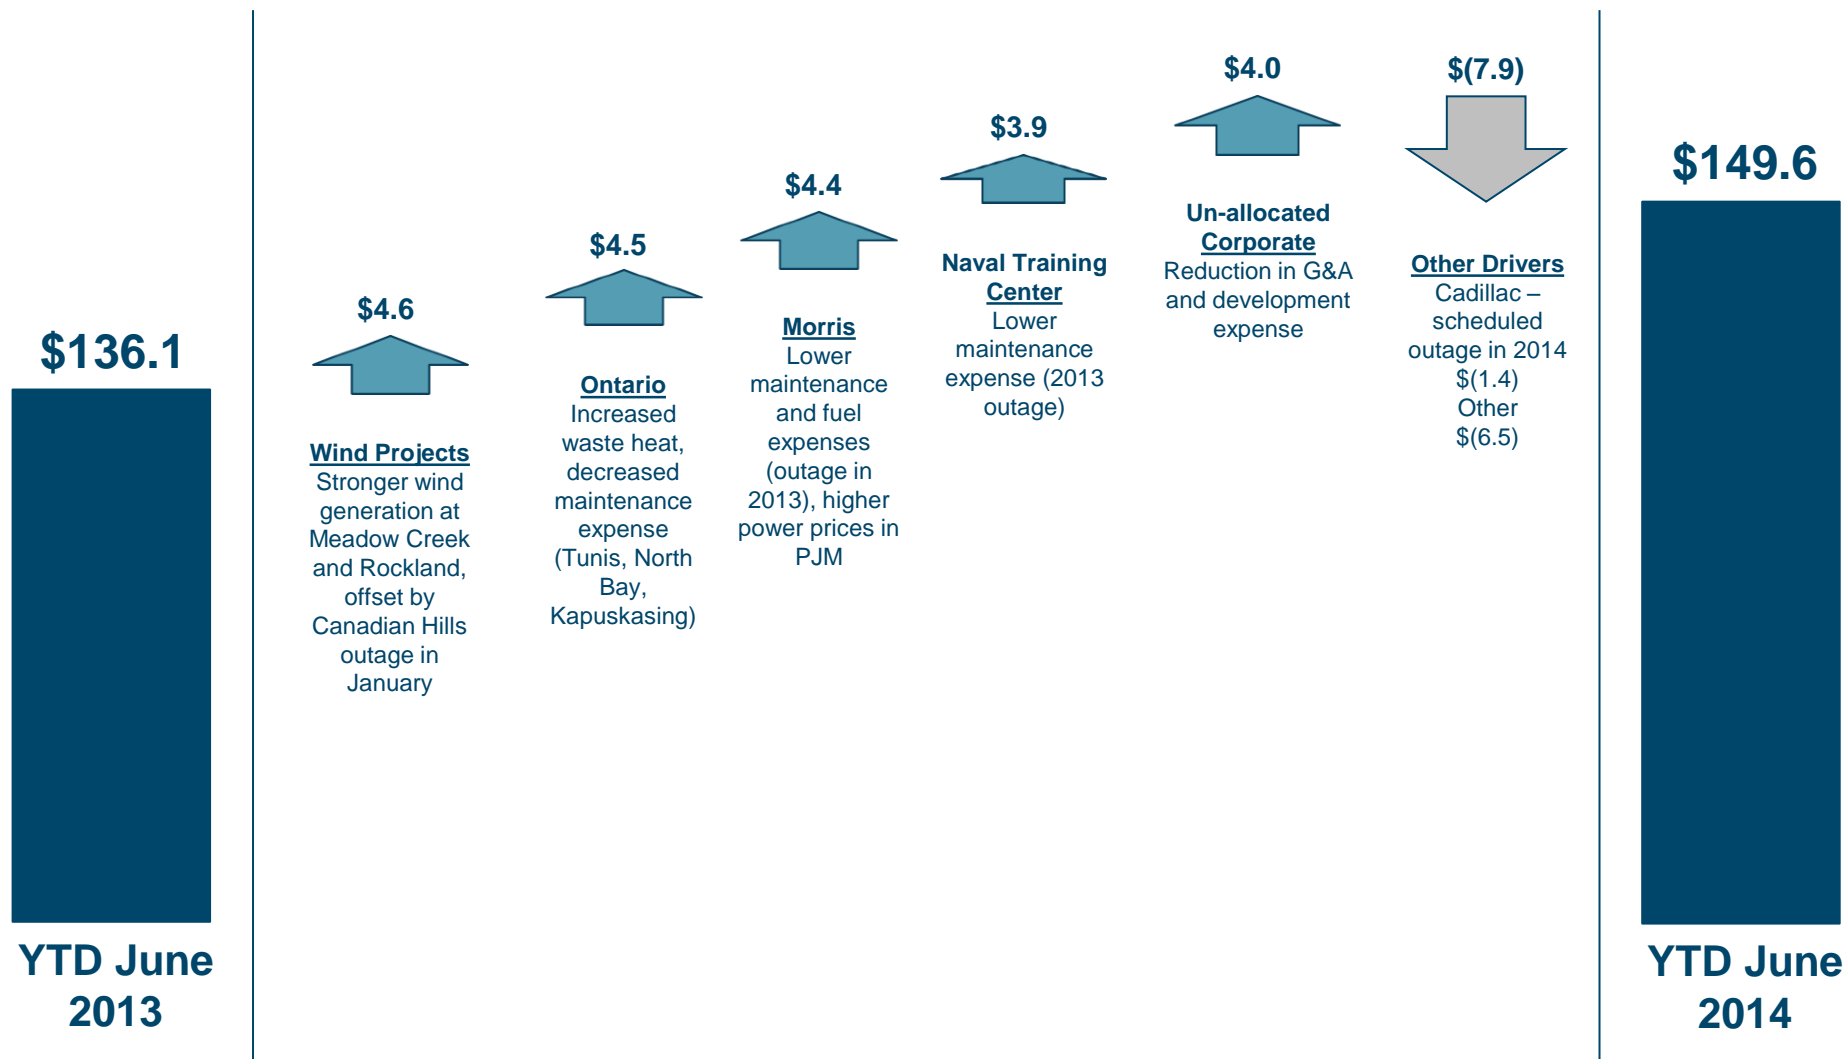 $136.1
YTD June
2013
$4.6
Wind Projects
Stronger wind
generation at
Meadow Creek
and Rockland,
offset by
Canadian Hills
outage in
January
$4.5
Ontario
Increased
waste heat,
decreased
maintenance
expense
(Tunis, North
Bay,
Kapuskasing)
$4.4
Morris
Lower
maintenance
and fuel
expenses
(outage in
2013), higher
power prices in
PJM
$3.9
Naval Training
Center
Lower
maintenance
expense (2013
outage)
$4.0
Un-allocated
Corporate
Reduction in G&A
and development
expense
$(7.9)
Other Drivers
Cadillac –
scheduled
outage in 2014
$(1.4)
Other
$(6.5)
$149.6
YTD June
2014